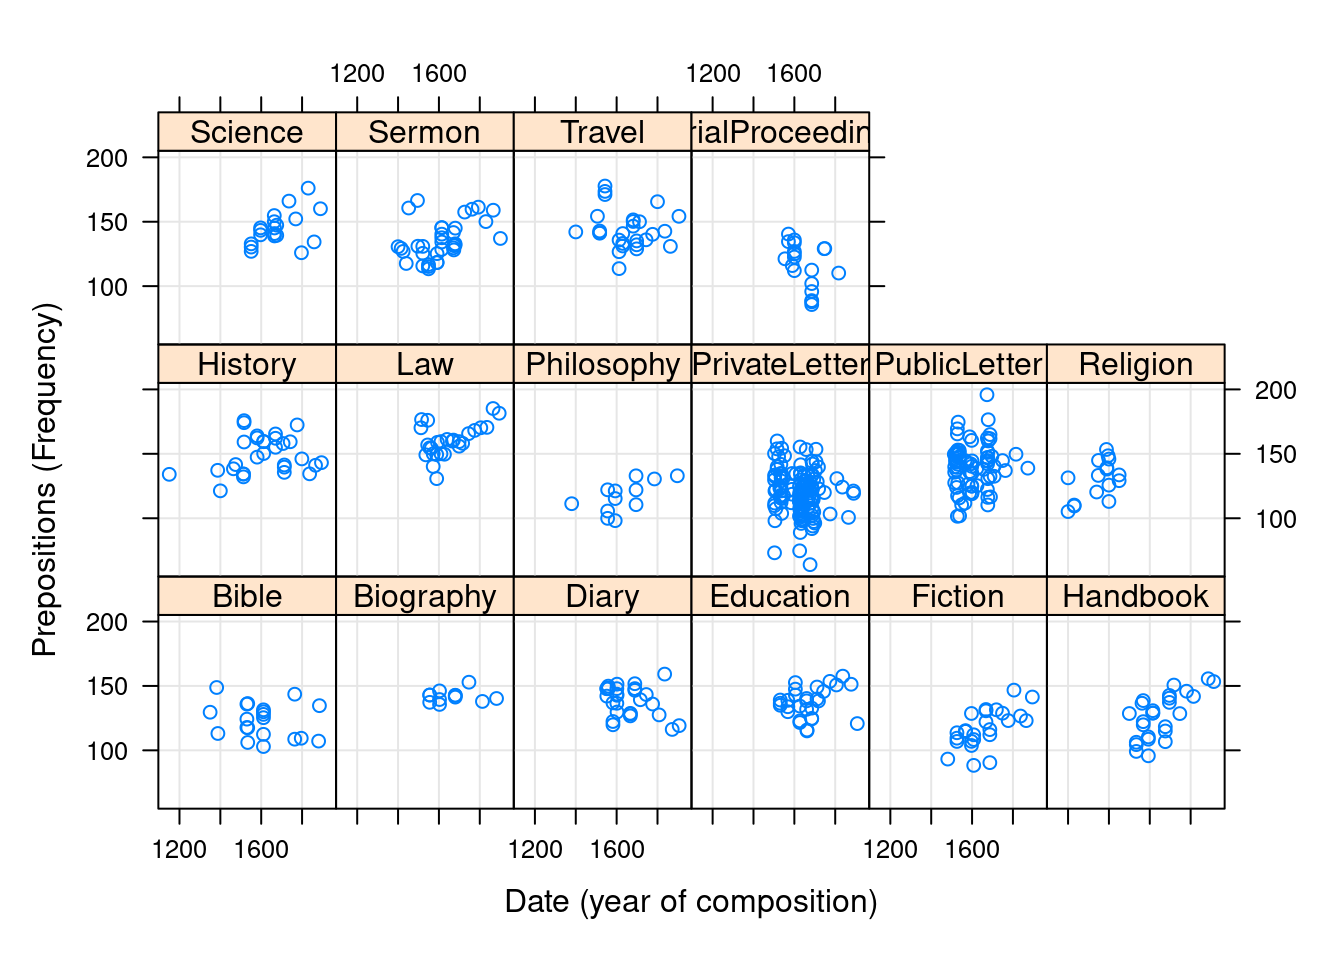 1200 1600 1200 1600
Science Sermon Travel rialProceedin
200
150
100
History Law Philosophy PrivateLetter PublicLetter Religion
200
150
100
Bible Biography Diary Education Fiction Handbook
200
150
100
1200 1600 1200 1600 1200 1600
Prepositions (Frequency)
Date (year of composition)